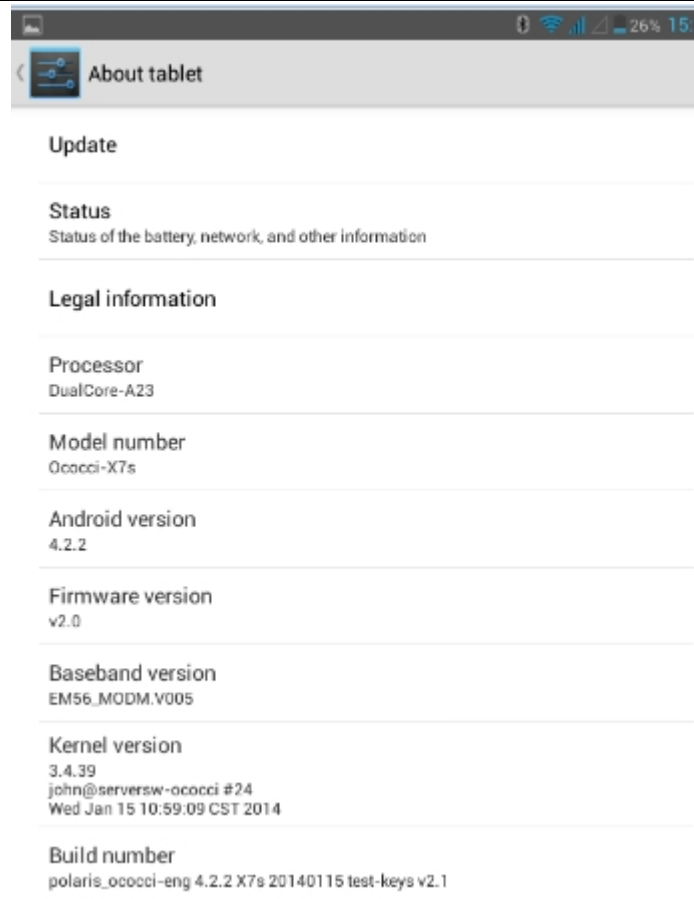 26% 15:
About tablet
Update
Status
Status of the battery, network, and other information
Legal information
Processor
DualCore-A23
Model number
Ococci-X7s
Android version
4.2.2
Firmware version
v2.0
Baseband version
EM56_MODM.V005
Kernel version
3.4.39
john@serversw-ococci #24
Wed Jan 15 10:59:09 CST 2014
Build number
polaris_ococci-eng 4.2.2 X7s 20140115 test-keys v2.1